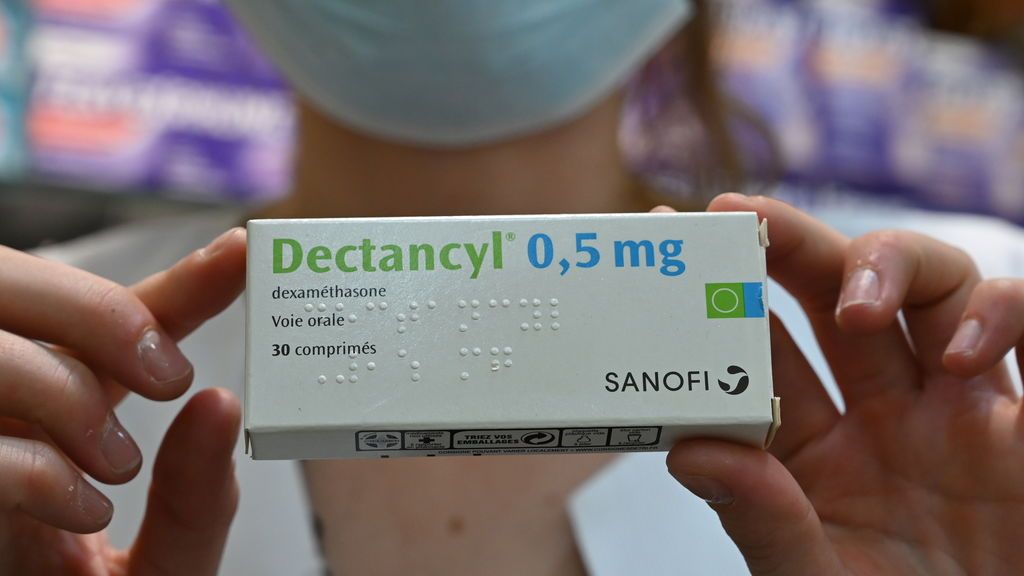 Dectancyl® 0,5 mg
dexaméthasone
Voie orale
30 comprimés
SANOFI
TRIEZ VOS
EMBALLAGES